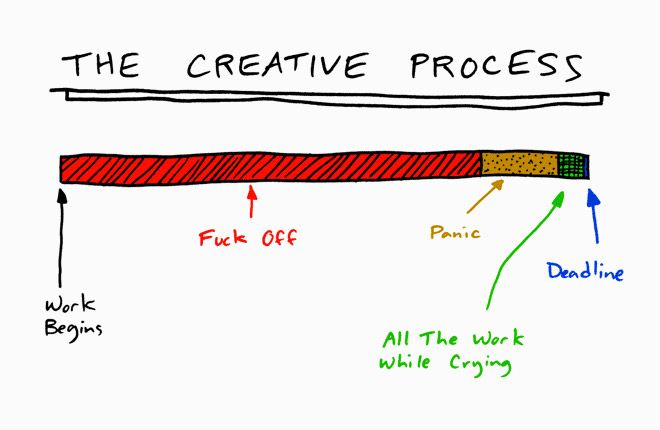 THE CREATIVE PROCESS
Fuck Off
Panic
Deadline
Work
Begins
All The Work
While Crying